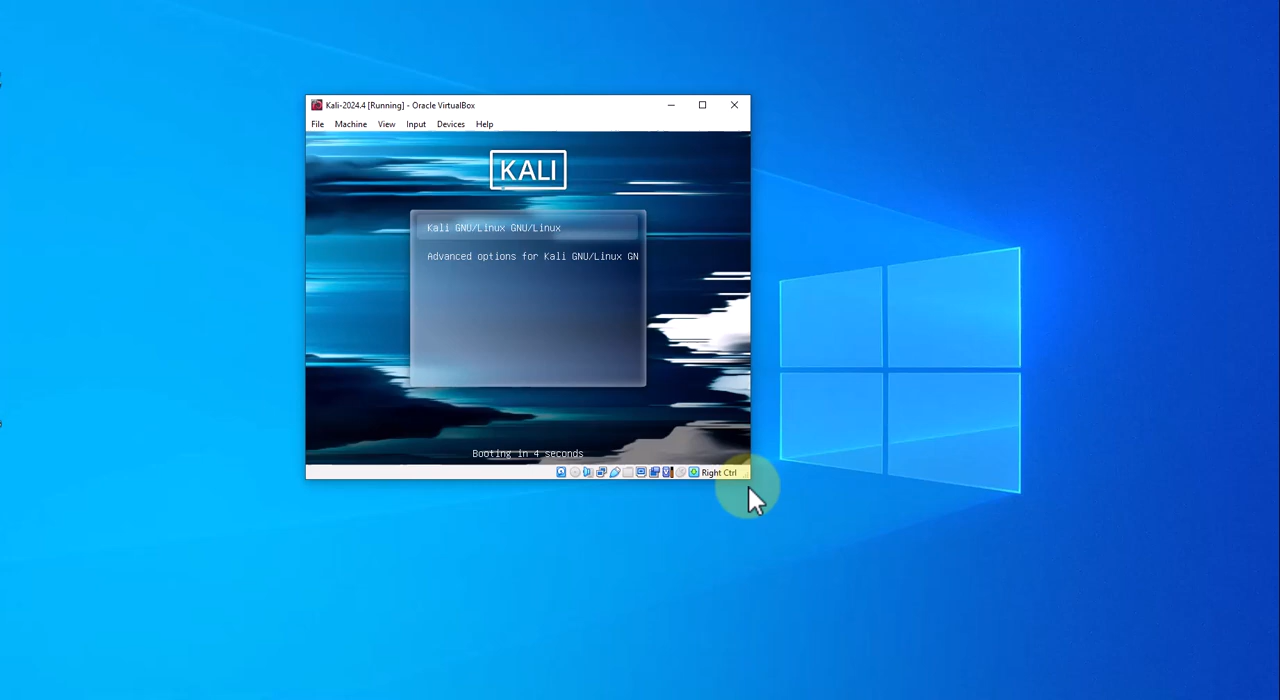 Kali-2024.4 [Running] - Oracle VirtualBox
File Machine View Input Devices Help
KALI
Kali GNU/Linux GNU/Linux
Advanced options for Kali GNU/Linux GN
Booting in 4 seconds
Right Ctrl